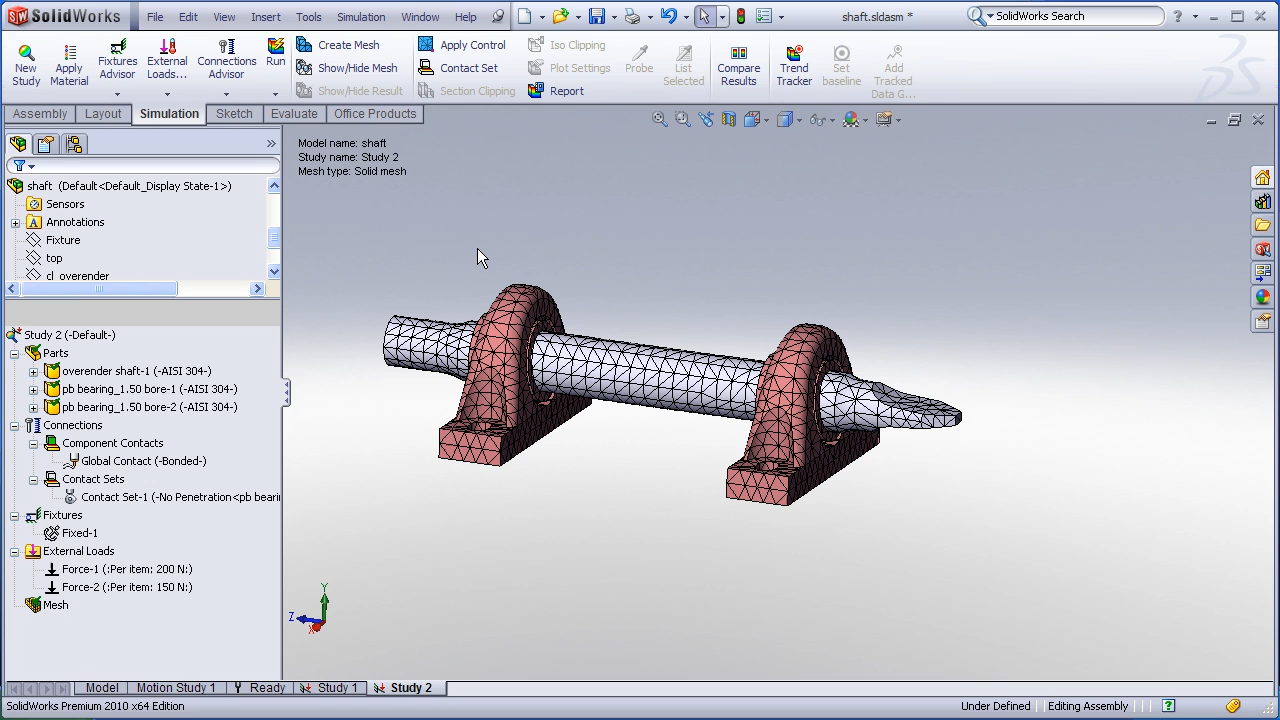 SolidWorks File Edit View Insert Tools Simulation Window Help shaft.sldasm * SolidWorks Search
New Study
Apply Material
Fixtures Advisor
External Loads...
Connections Advisor
Run
Create Mesh
Show/Hide Mesh
Show/Hide Result
Apply Control
Contact Set
Section Clipping
Iso Clipping
Plot Settings
Report
Probe
List Selected
Compare Results
Trend Tracker
Set baseline
Add Tracked Data G...
Assembly Layout Simulation Sketch Evaluate Office Products
Model name: shaft
Study name: Study 2
Mesh type: Solid mesh
shaft (Default<Default_Display State-1>)
Sensors
Annotations
Fixture
top
cl overender
Study 2 (-Default-)
Parts
overender shaft-1 (-AISI 304-)
pb bearing_1.50 bore-1 (-AISI 304-)
pb bearing_1.50 bore-2 (-AISI 304-)
Connections
Component Contacts
Global Contact (-Bonded-)
Contact Sets
Contact Set-1 (-No Penetration<pb beari
Fixtures
Fixed-1
External Loads
Force-1 (:Per item: 200 N:)
Force-2 (:Per item: 150 N:)
Mesh
Y
Z
X
Model Motion Study 1 Ready Study 1 Study 2
SolidWorks Premium 2010 x64 Edition Under Defined Editing Assembly